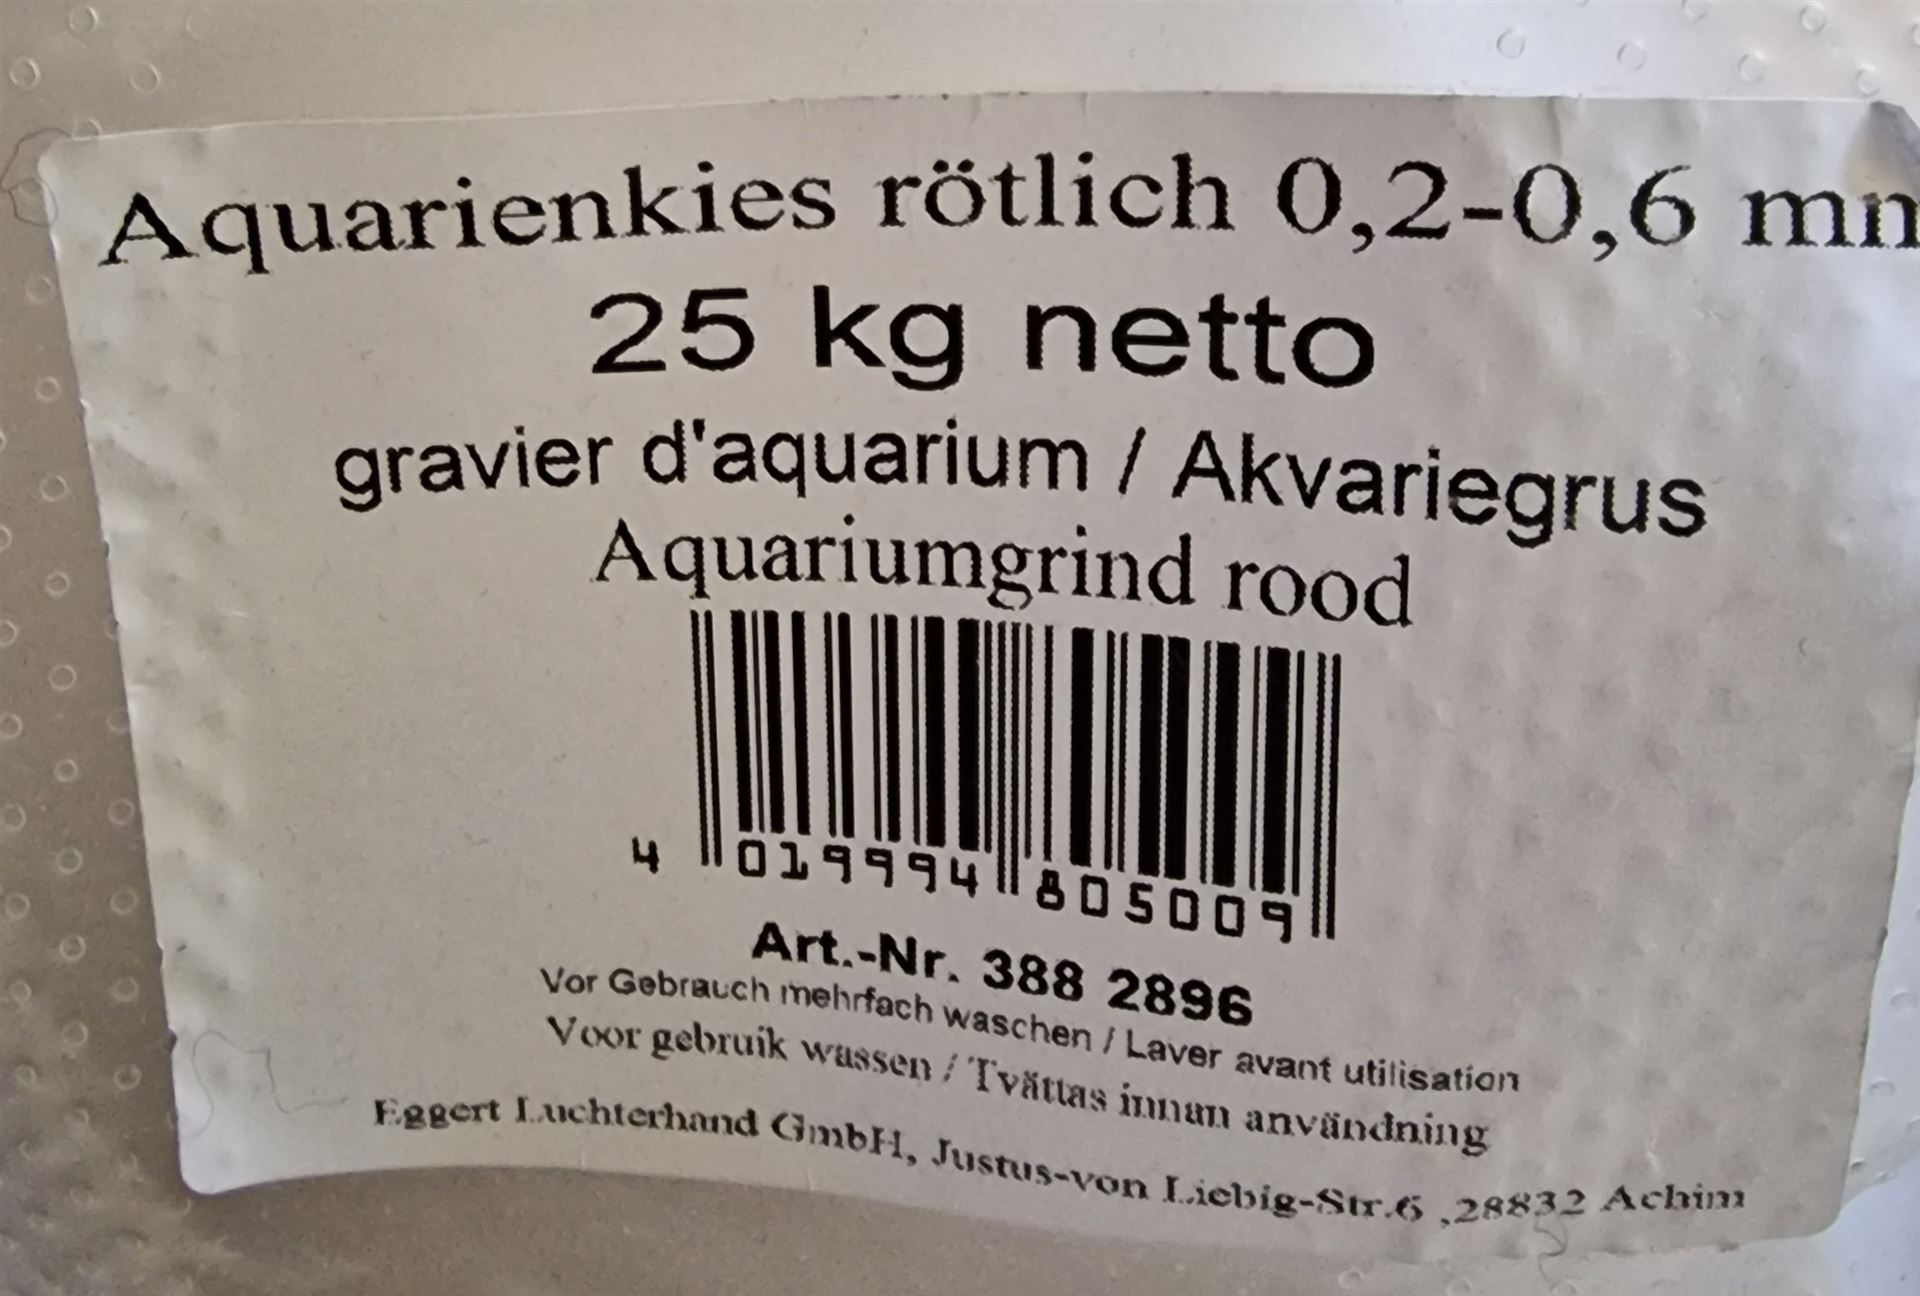 Aquarienkies rötlich 0,2-0,6 mm
25 kg netto
gravier d'aquarium / Akvariegrus
Aquariumgrind rood
4 019994 805009
Art.-Nr. 388 2896
Vor Gebrauch mehrfach waschen / Laver avant utilisation
Voor gebruik wassen / Tvättas innan användning
Eggert Luchterhand GmbH, Justus-von Liebig-Str.6 ,28832 Achim